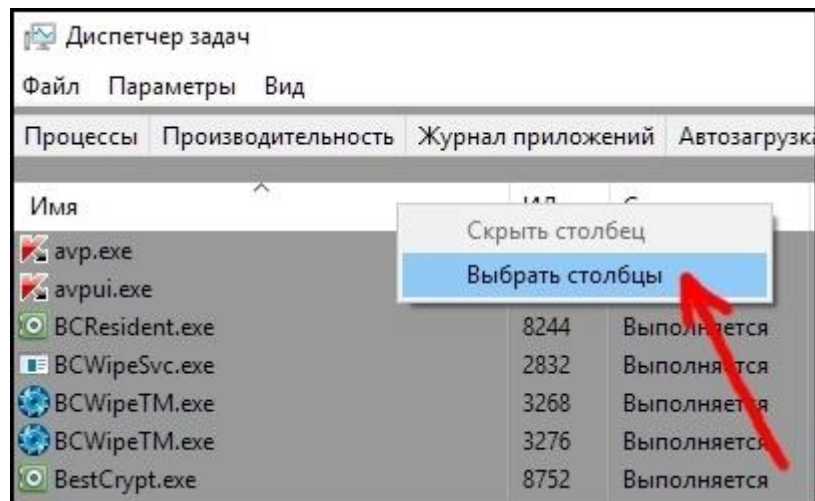 Диспетчер задач
Файл Параметры Вид
Процессы Производительность Журнал приложений
Имя
Скрыть столбец
Выбрать столбцы
avp.exe
avpui.exe
BCResident.exe 8244 Выполняется
BCWipeSvc.exe 2832 Выполняется
BCWipeTM.exe 3268 Выполняется
BCWipeTM.exe 3276 Выполняется
BestCrypt.exe 8752 Выполняется